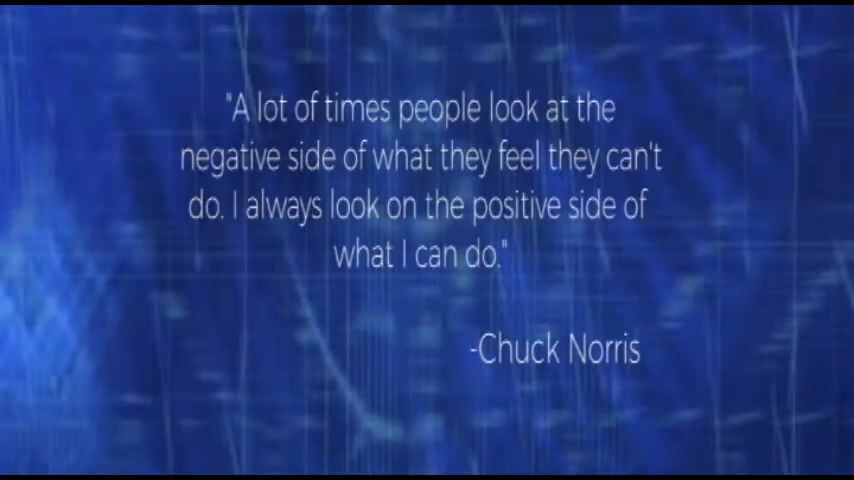 "A lot of times people look at the
negative side of what they feel they can't
do. I always look on the positive side of
what I can do."
-Chuck Norris